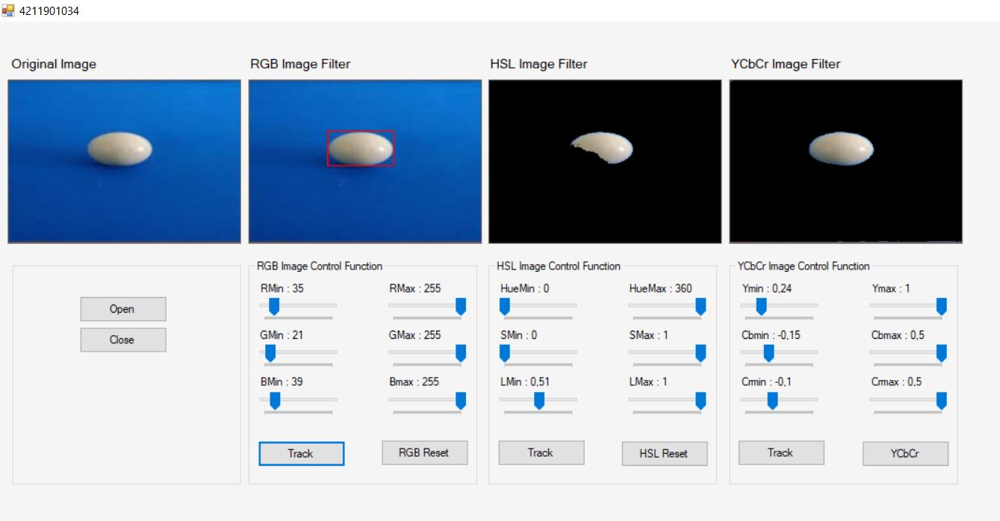 4211901034
Original Image
RGB Image Filter
HSL Image Filter
YCbCr Image Filter
Open
Close
RGB Image Control Function
RMin : 35
RMax : 255
GMin : 21
GMax : 255
BMin : 39
Bmax : 255
Track
RGB Reset
HSL Image Control Function
HueMin : 0
HueMax : 360
SMin : 0
SMax : 1
LMin : 0,51
LMax : 1
Track
HSL Reset
YCbCr Image Control Function
Ymin : 0,24
Ymax : 1
Cbmin : -0,15
Cbmax : 0,5
Crmin : -0,1
Crmax : 0,5
Track
YCbCr